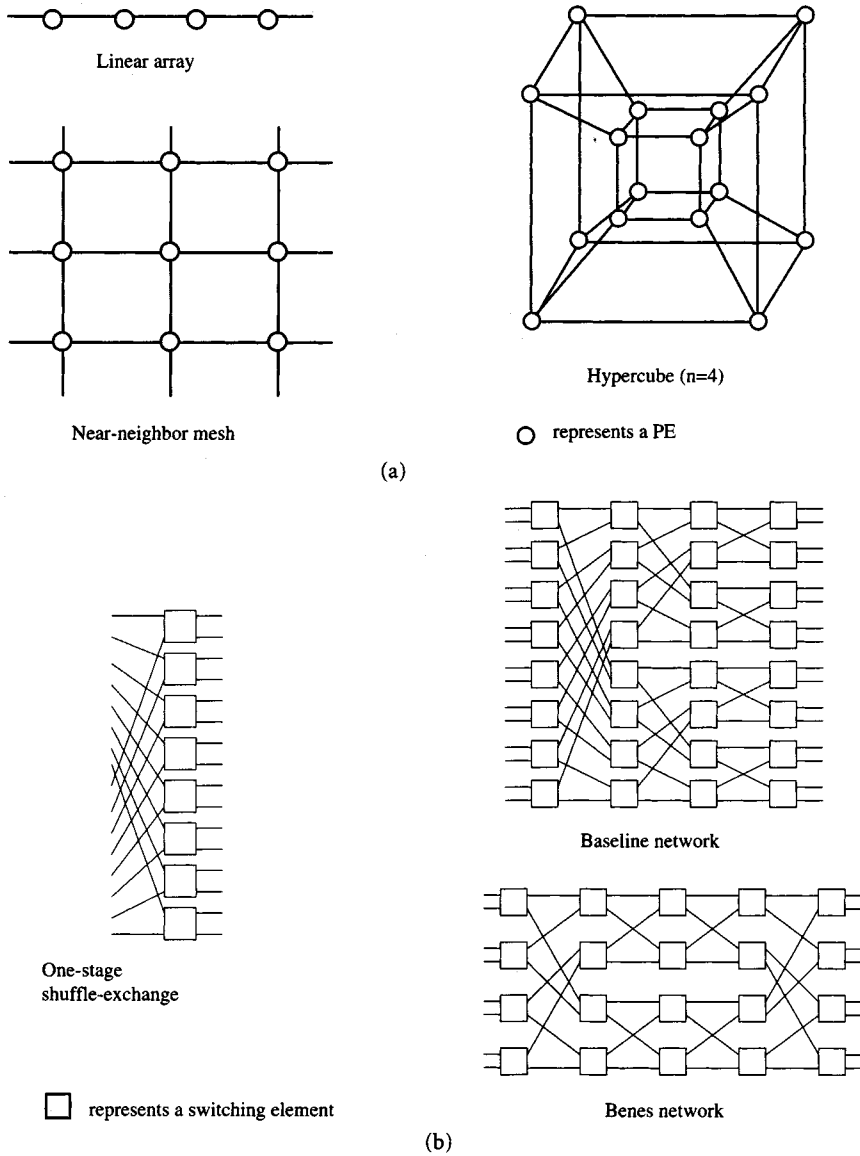 Linear array
Near-neighbor mesh
Hypercube (n=4)
represents a PE
(a)
One-stage
shuffle-exchange
represents a switching element
Baseline network
Benes network
(b)